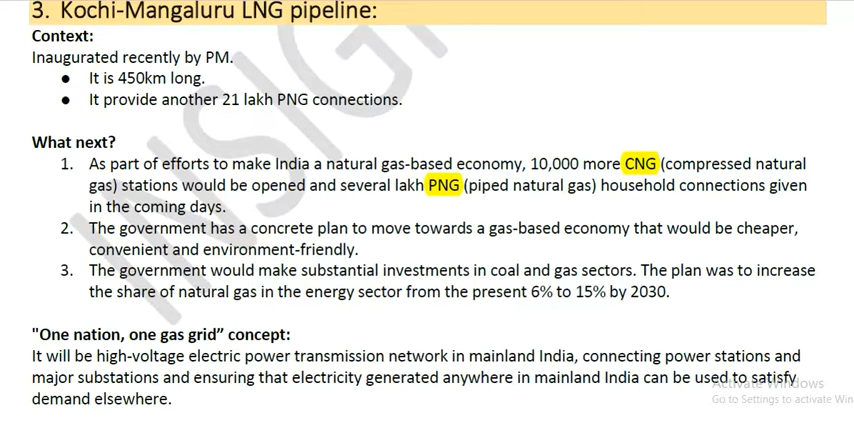 3. Kochi-Mangaluru LNG pipeline:
Context:
Inaugurated recently by PM.
● It is 450km long.
● It provide another 21 lakh PNG connections.
What next?
1. As part of efforts to make India a natural gas-based economy, 10,000 more CNG (compressed natural
gas) stations would be opened and several lakh PNG (piped natural gas) household connections given
in the coming days.
2. The government has a concrete plan to move towards a gas-based economy that would be cheaper,
convenient and environment-friendly.
3. The government would make substantial investments in coal and gas sectors. The plan was to increase
the share of natural gas in the energy sector from the present 6% to 15% by 2030.
"One nation, one gas grid” concept:
It will be high-voltage electric power transmission network in mainland India, connecting power stations and
major substations and ensuring that electricity generated anywhere in mainland India can be used to satisfy
demand elsewhere.
Activate Windows
Go to Settings to activate Win
INSIG